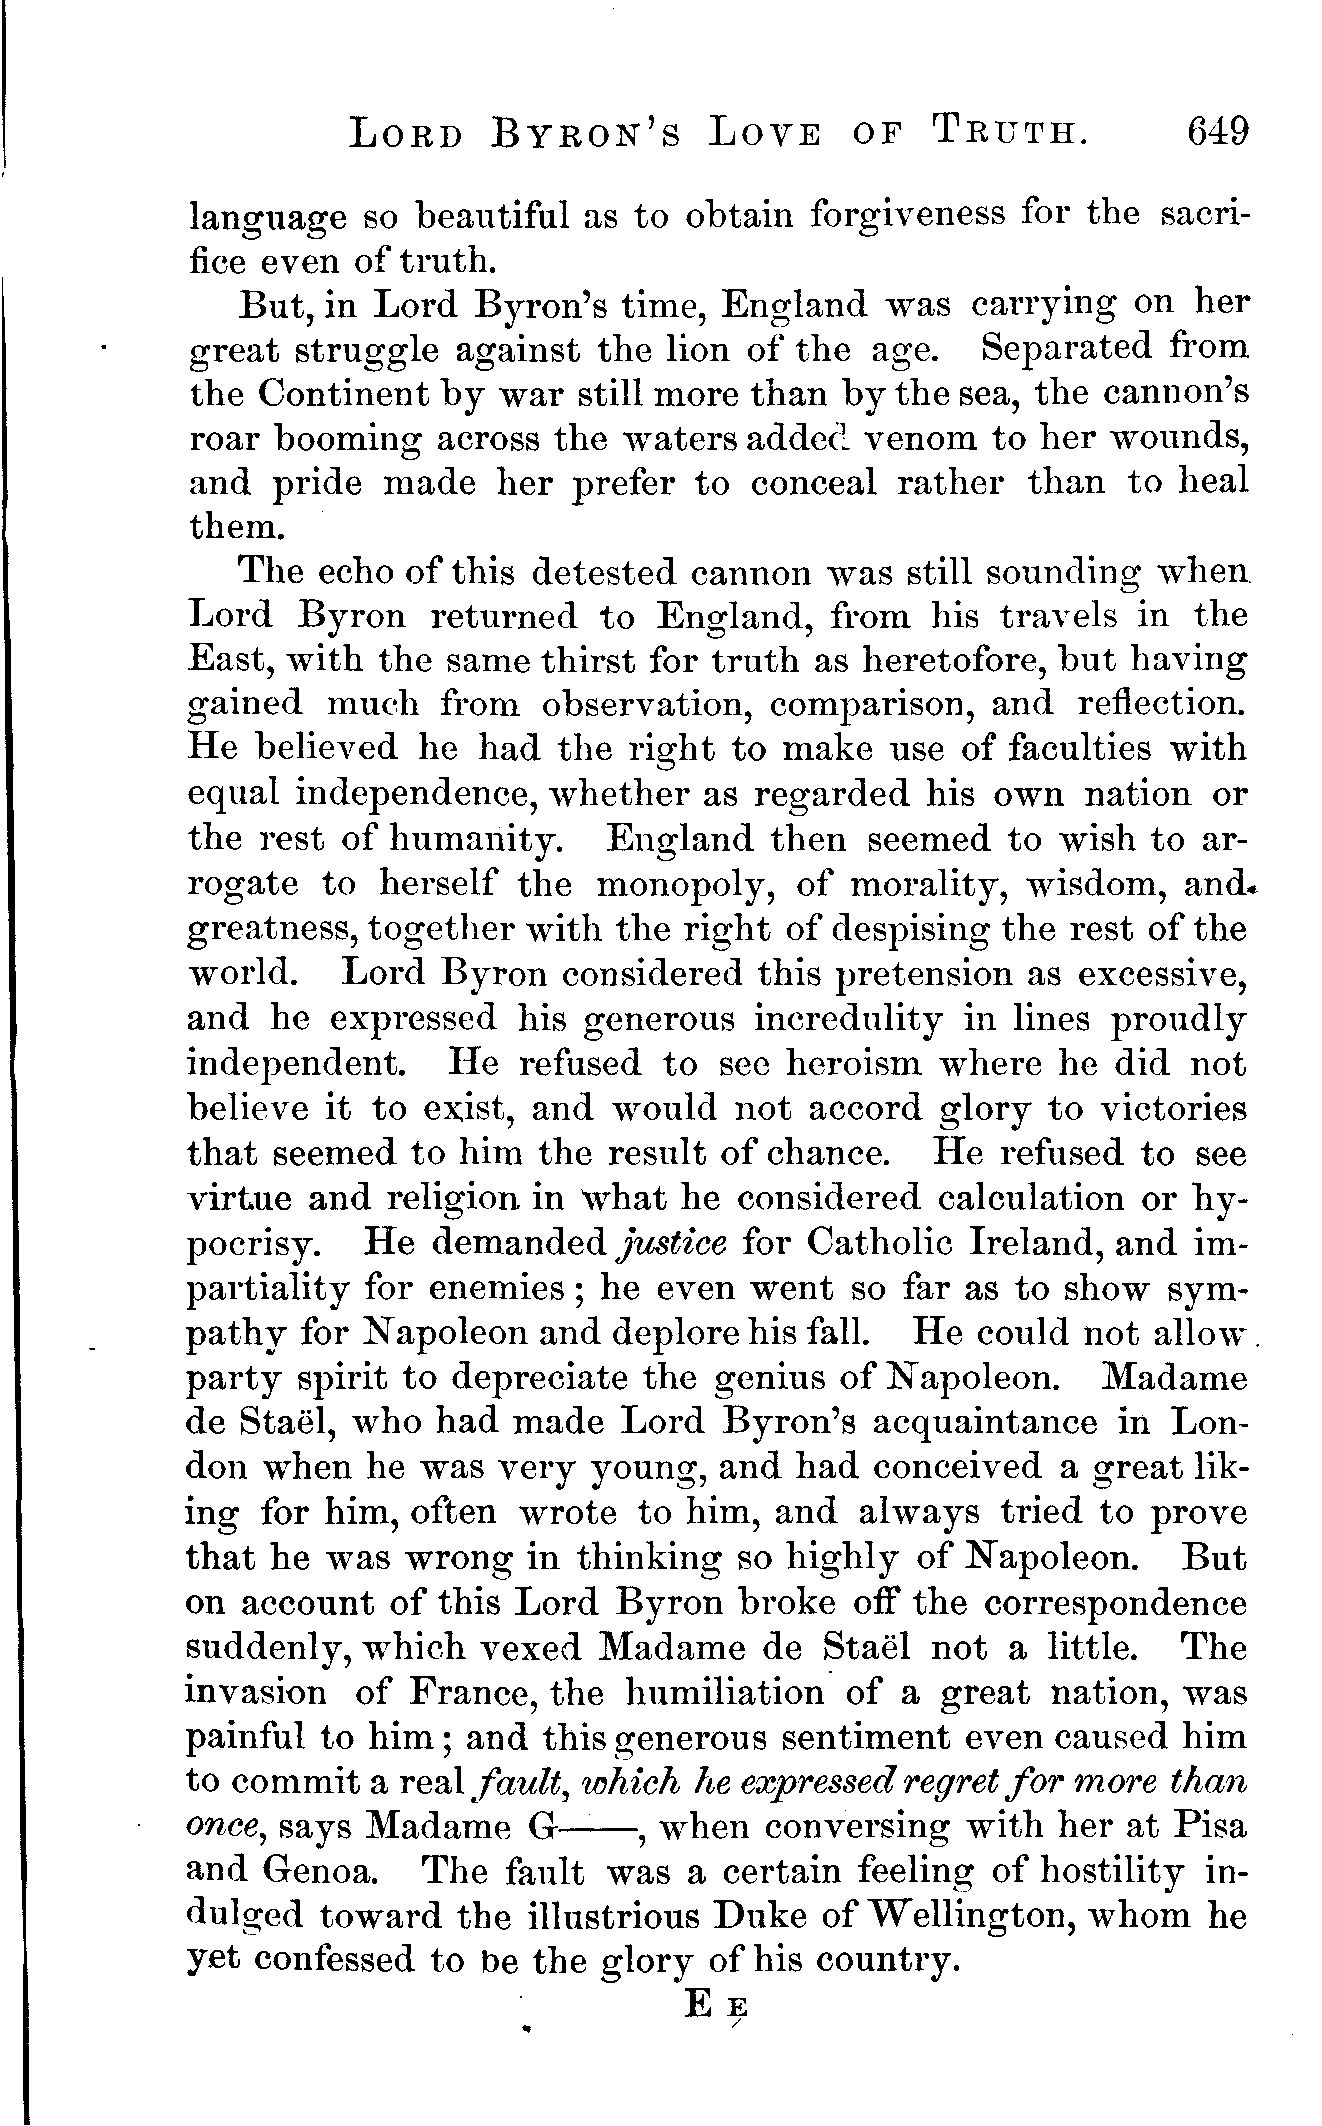 LORD BYRON'S LOVE OF TRUTH. 649
language so beautiful as to obtain forgiveness for the sacri-
fice even of truth.
But, in Lord Byron's time, England was carrying on her
great struggle against the lion of the age. Separated from
the Continent by war still more than by the sea, the cannon's
roar booming across the waters added venom to her wounds,
and pride made her prefer to conceal rather than to heal
them.
The echo of this detested cannon was still sounding when
Lord Byron returned to England, from his travels in the
East, with the same thirst for truth as heretofore, but having
gained much from observation, comparison, and reflection.
He believed he had the right to make use of faculties with
equal independence, whether as regarded his own nation or
the rest of humanity. England then seemed to wish to ar-
rogate to herself the monopoly, of morality, wisdom, and
greatness, together with the right of despising the rest of the
world. Lord Byron considered this pretension as excessive,
and he expressed his generous incredulity in lines proudly
independent. He refused to see heroism where he did not
believe it to exist, and would not accord glory to victories
that seemed to him the result of chance. He refused to see
virtue and religion in what he considered calculation or hy-
pocrisy. He demanded justice for Catholic Ireland, and im-
partiality for enemies; he even went so far as to show sym-
pathy for Napoleon and deplore his fall. He could not allow
party spirit to depreciate the genius of Napoleon. Madame
de Staël, who had made Lord Byron's acquaintance in Lon-
don when he was very young, and had conceived a great lik-
ing for him, often wrote to him, and always tried to prove
that he was wrong in thinking so highly of Napoleon. But
on account of this Lord Byron broke off the correspondence
suddenly, which vexed Madame de Staël not a little. The
invasion of France, the humiliation of a great nation, was
painful to him; and this generous sentiment even caused him
to commit a real fault, which he expressed regret for more than
once, says Madame G——, when conversing with her at Pisa
and Genoa. The fault was a certain feeling of hostility in-
dulged toward the illustrious Duke of Wellington, whom he
yet confessed to be the glory of his country.
E E